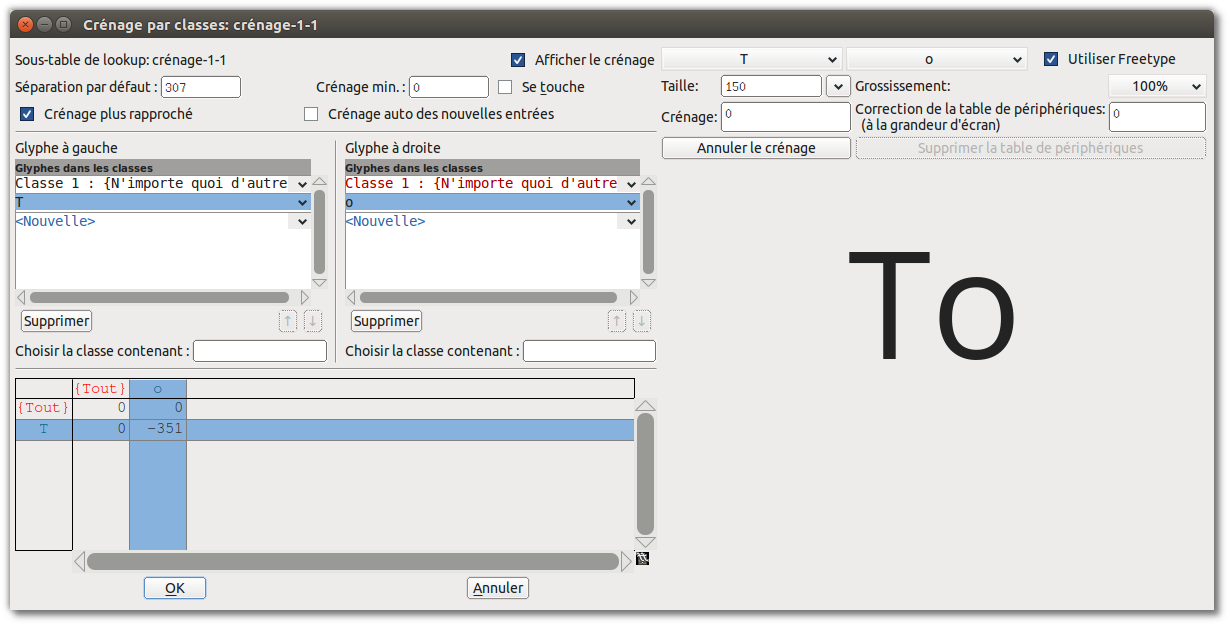 Crénage par classes: crénage-1-1
Sous-table de lookup: crénage-1-1
Afficher le crénage
T
o
Utiliser Freetype
Séparation par défaut :
307
Crénage min. :
0
Se touche
Taille:
150
Grossissement:
100%
Crénage plus rapproché
Crénage auto des nouvelles entrées
Crénage:
0
Correction de la table de périphériques:
(à la grandeur d'écran)
0
Annuler le crénage
Supprimer la table de périphériques
Glyphe à gauche
Glyphes dans les classes
Classe 1 : {N'importe quoi d'autre
T
<Nouvelle>
Supprimer
Choisir la classe contenant :
Glyphe à droite
Glyphes dans les classes
Classe 1 : {N'importe quoi d'autre
o
<Nouvelle>
Supprimer
Choisir la classe contenant :
To
{Tout} o
{Tout} 0 0
T 0 -351
OK
Annuler